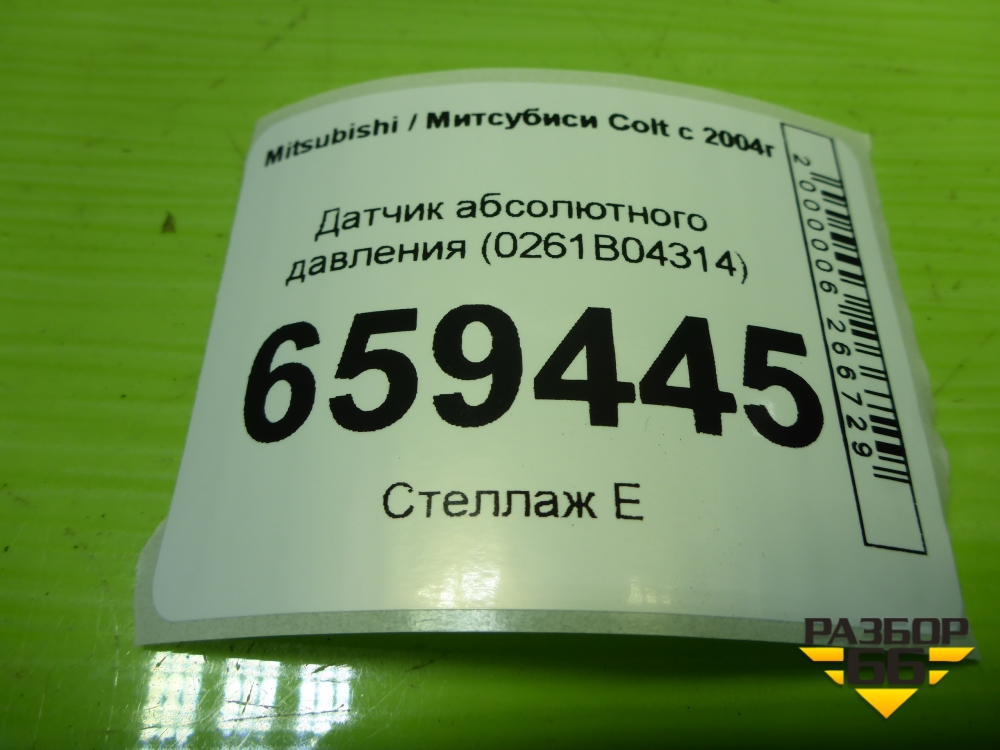 Mitsubishi / Митсубиси Colt с 2004г
Датчик абсолютного
давления (0261B04314)
659445
Стеллаж Е
2000006266729
РАЗБОР
66